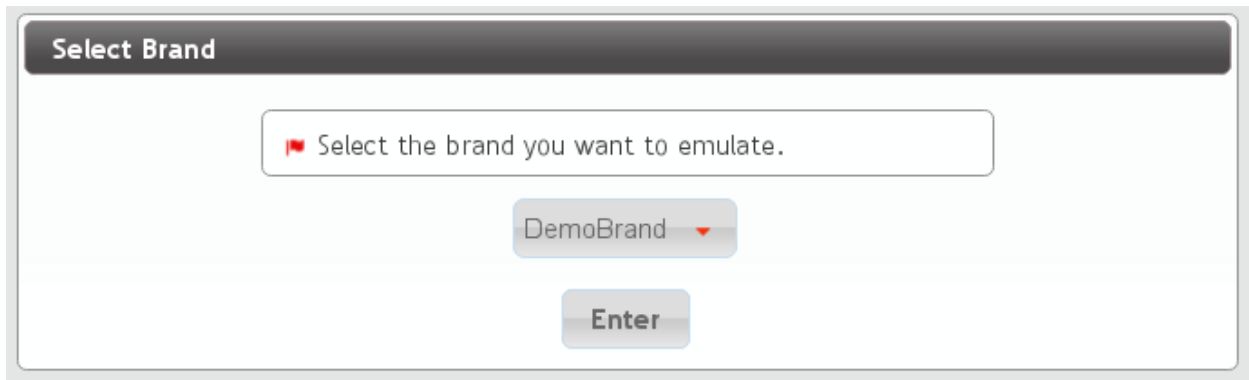 Select Brand
Select the brand you want to emulate.
DemoBrand
Enter